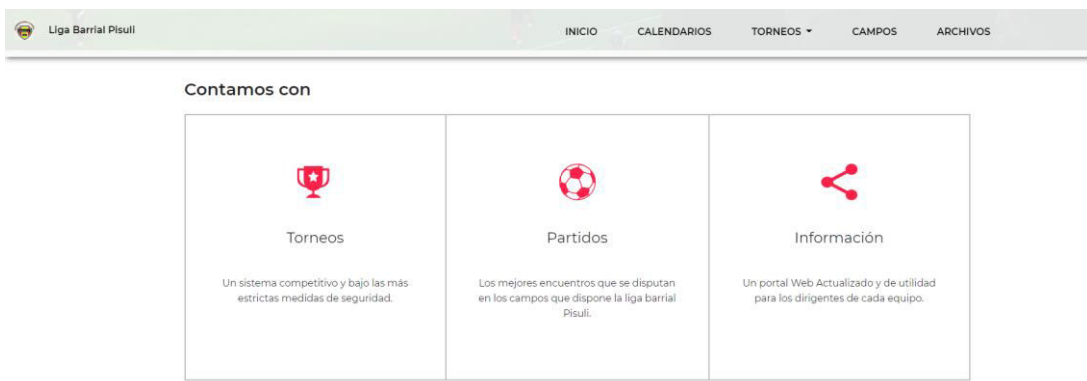 Liga Barrial Pisuli
INICIO
CALENDARIOS
TORNEOS
CAMPOS
ARCHIVOS
Contamos con
Torneos
Un sistema competitivo y bajo las más
estrictas medidas de seguridad.
Partidos
Los mejores encuentros que se disputan
en los campos que dispone la liga barrial
Pisuli.
Información
Un portal Web Actualizado y de utilidad
para los dirigentes de cada equipo.